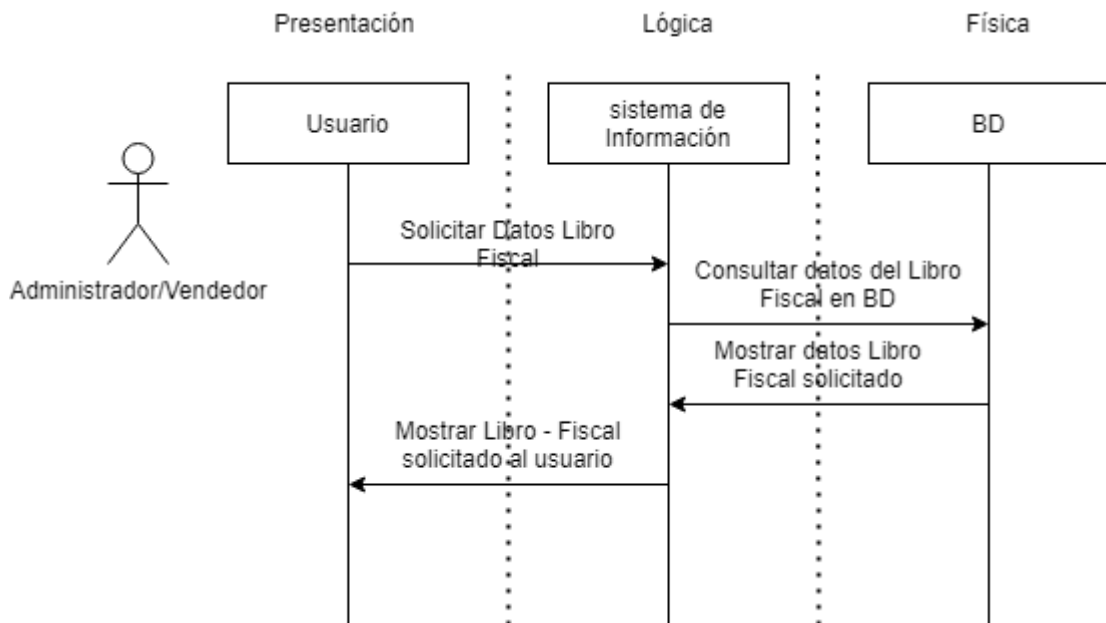 Presentación
Lógica
Física
Usuario
sistema de
Información
BD
Administrador/Vendedor
Solicitar Datos Libro
Fiscal
Consultar datos del Libro
Fiscal en BD
Mostrar datos Libro
Fiscal solicitado
Mostrar Libro - Fiscal
solicitado al usuario